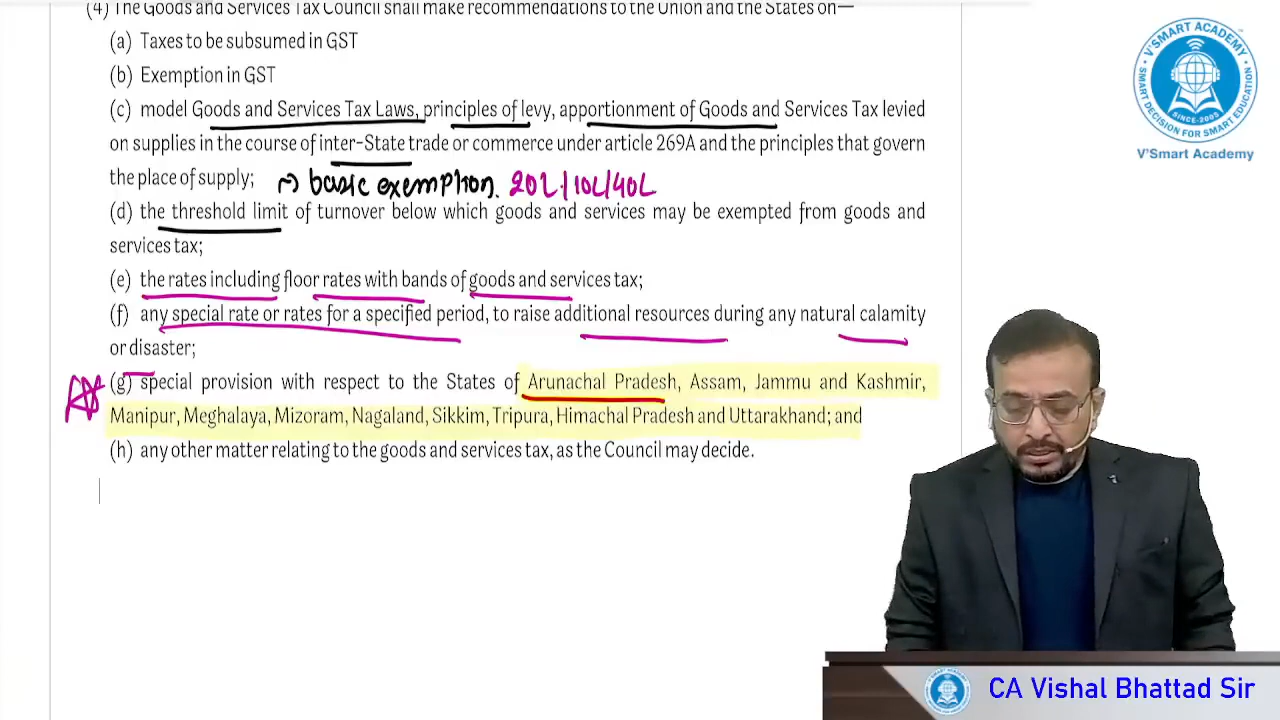 (4) The Goods and Services Tax Council shall make recommendations to the Union and the States on—
(a) Taxes to be subsumed in GST
(b) Exemption in GST
(c) model Goods and Services Tax Laws, principles of levy, apportionment of Goods and Services Tax levied
on supplies in the course of inter-State trade or commerce under article 269A and the principles that govern
the place of supply;
basic exemption. 20L/10L/40L
(d) the threshold limit of turnover below which goods and services may be exempted from goods and
services tax;
(e) the rates including floor rates with bands of goods and services tax;
(f) any special rate or rates for a specified period, to raise additional resources during any natural calamity
or disaster;
(g) special provision with respect to the States of Arunachal Pradesh, Assam, Jammu and Kashmir,
Manipur, Meghalaya, Mizoram, Nagaland, Sikkim, Tripura, Himachal Pradesh and Uttarakhand; and
(h) any other matter relating to the goods and services tax, as the Council may decide.
V'SMART ACADEMY
SMART DECISION FOR SMART EDUCATION
SINCE-2005
V'Smart Academy
CA Vishal Bhattad Sir